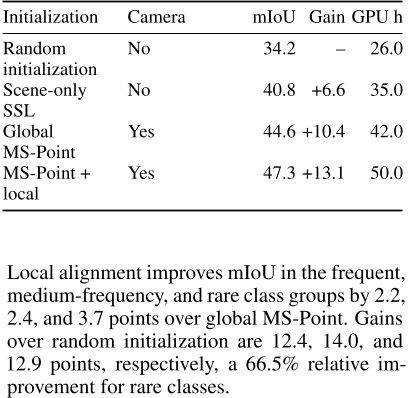 Initialization Camera mIoU Gain GPU h
Random No 34.2 – 26.0
initialization
Scene-only No 40.8 +6.6 35.0
SSL
Global Yes 44.6 +10.4 42.0
MS-Point
MS-Point + Yes 47.3 +13.1 50.0
local
Local alignment improves mIoU in the frequent,
medium-frequency, and rare class groups by 2.2,
2.4, and 3.7 points over global MS-Point. Gains
over random initialization are 12.4, 14.0, and
12.9 points, respectively, a 66.5% relative im-
provement for rare classes.